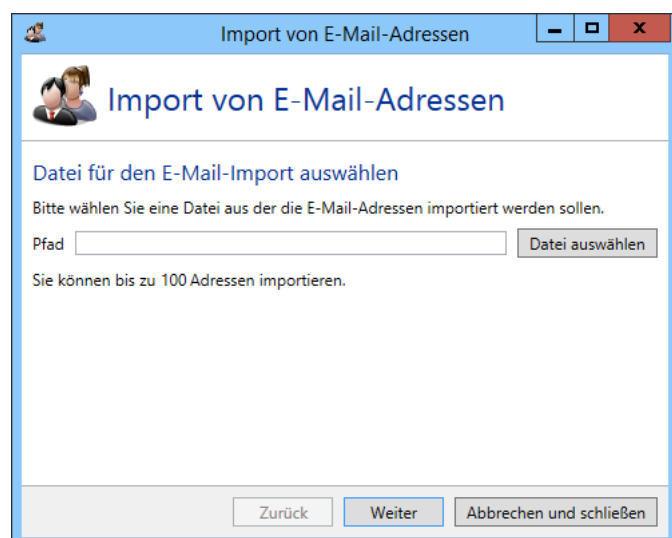 Import von E-Mail-Adressen
Import von E-Mail-Adressen
Datei für den E-Mail-Import auswählen
Bitte wählen Sie eine Datei aus der die E-Mail-Adressen importiert werden sollen.
Pfad Datei auswählen
Sie können bis zu 100 Adressen importieren.
Zurück Weiter Abbrechen und schließen